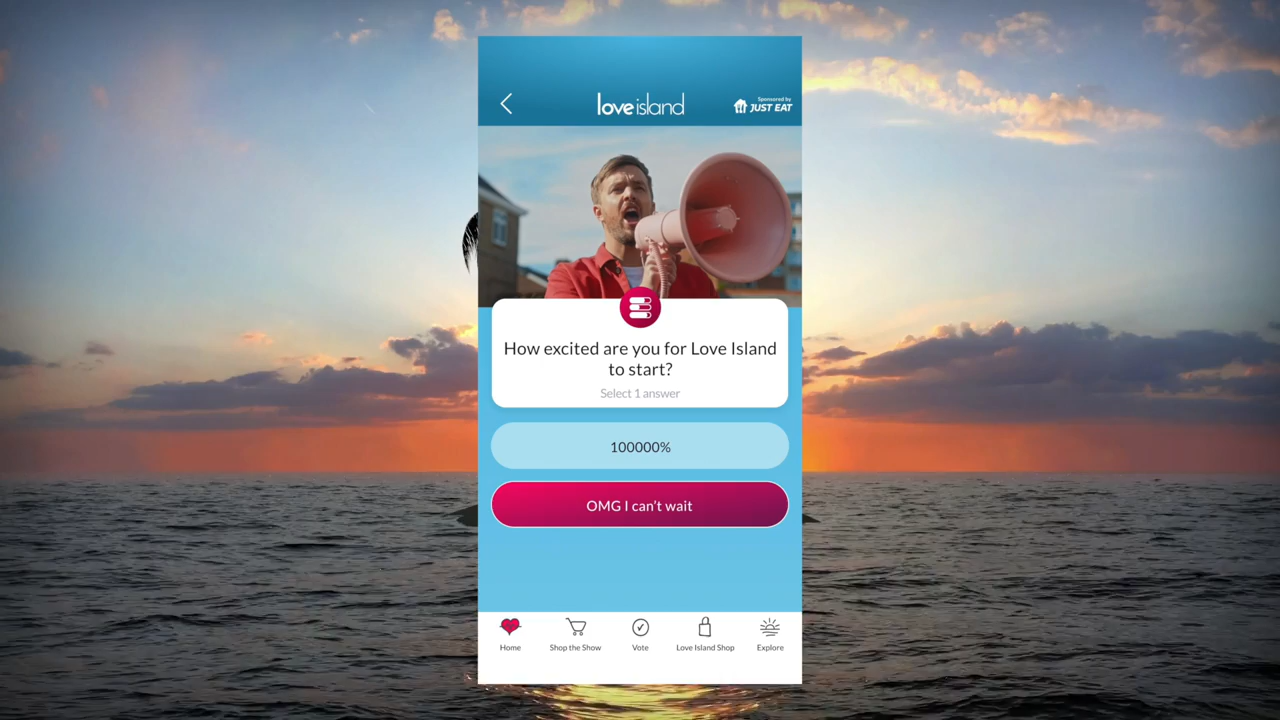 love island
Sponsored by
JUST EAT
How excited are you for Love Island
to start?
Select 1 answer
100000%
OMG I can't wait
Home
Shop the Show
Vote
Love Island Shop
Explore